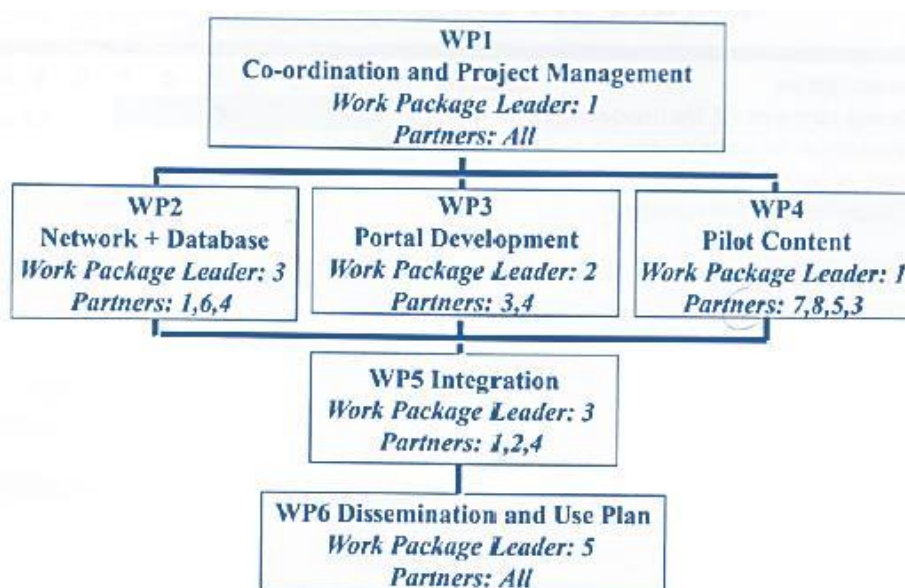 WP1
Co-ordination and Project Management
Work Package Leader: 1
Partners: All
WP2
Network + Database
Work Package Leader: 3
Partners: 1,6,4
WP3
Portal Development
Work Package Leader: 2
Partners: 3,4
WP4
Pilot Content
Work Package Leader: 1
Partners: 7,8,5,3
WP5 Integration
Work Package Leader: 3
Partners: 1,2,4
WP6 Dissemination and Use Plan
Work Package Leader: 5
Partners: All